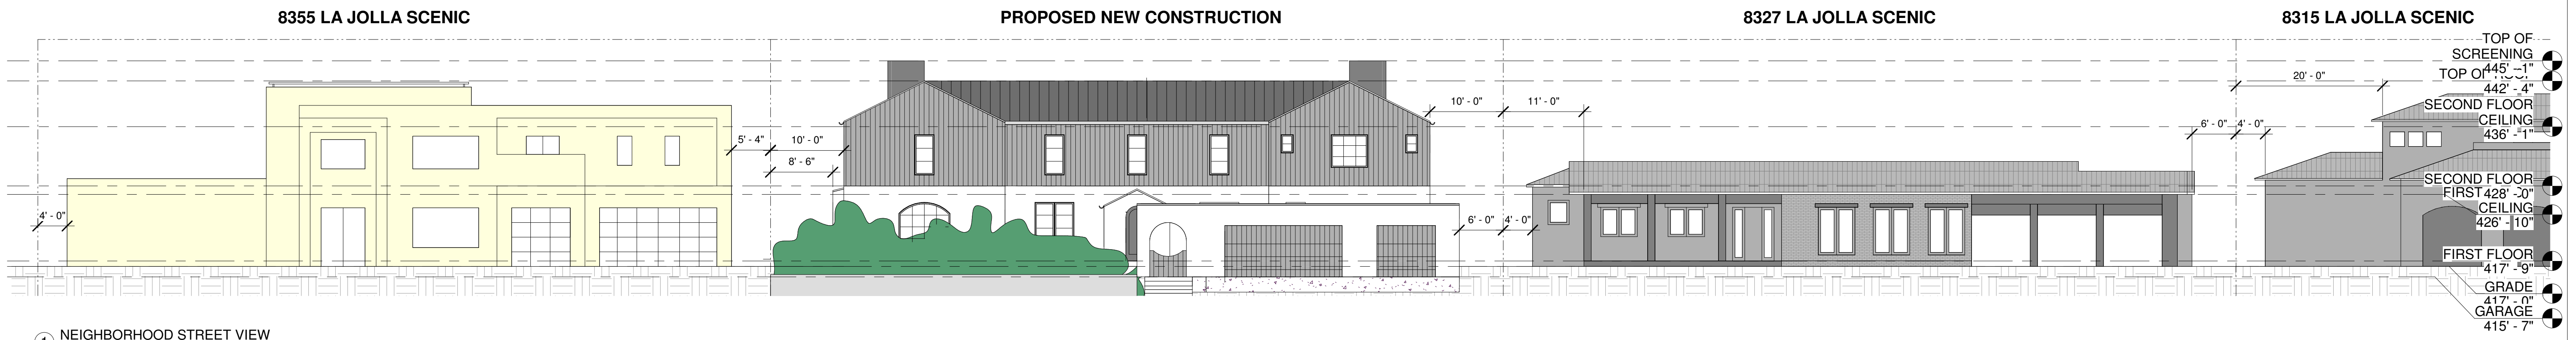 8355 LA JOLLA SCENIC
PROPOSED NEW CONSTRUCTION
8327 LA JOLLA SCENIC
8315 LA JOLLA SCENIC
TOP OF
SCREENING
445' - 1"
TOP OF ROOF
442' - 4"
SECOND FLOOR
CEILING
436' - 1"
SECOND FLOOR
428' - 0"
FIRST
CEILING
426' - 10"
FIRST FLOOR
417' - 9"
GRADE
417' - 0"
GARAGE
415' - 7"
4' - 0"
5' - 4"
10' - 0"
8' - 6"
10' - 0"
11' - 0"
6' - 0"
4' - 0"
6' - 0"
4' - 0"
20' - 0"
NEIGHBORHOOD STREET VIEW